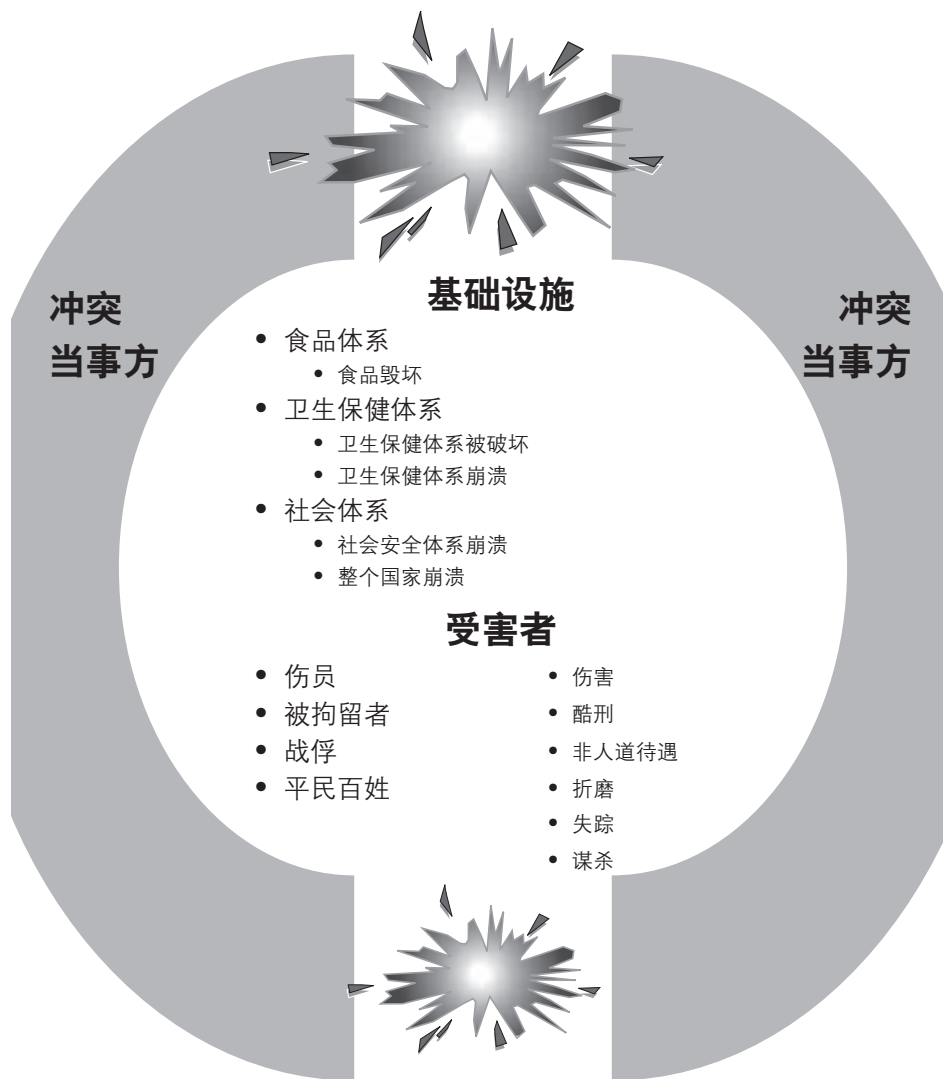 冲突
当事方
冲突
当事方
基础设施
• 食品体系
• 食品毁坏
• 卫生保健体系
• 卫生保健体系被破坏
• 卫生保健体系崩溃
• 社会体系
• 社会安全体系崩溃
• 整个国家崩溃
受害者
• 伤员
• 被拘留者
• 战俘
• 平民百姓
• 伤害
• 酷刑
• 非人道待遇
• 折磨
• 失踪
• 谋杀